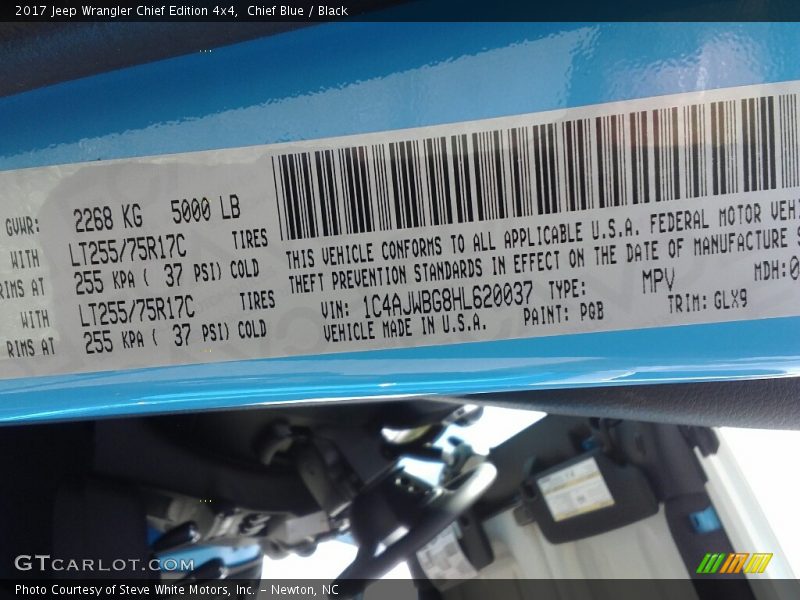 2017 Jeep Wrangler Chief Edition 4x4,  Chief Blue / Black
GVWR: 2268 KG 5000 LB
WITH LT255/75R17C TIRES
RIMS AT 255 KPA ( 37 PSI) COLD
WITH LT255/75R17C TIRES
RIMS AT 255 KPA ( 37 PSI) COLD
THIS VEHICLE CONFORMS TO ALL APPLICABLE U.S.A. FEDERAL MOTOR VEHI
THEFT PREVENTION STANDARDS IN EFFECT ON THE DATE OF MANUFACTURE S
VIN: 1C4AJWBG8HL620037 TYPE: MPV MDH:0
VEHICLE MADE IN U.S.A. PAINT: PGB TRIM: GLX9
GTCARLOT.COM
Photo Courtesy of Steve White Motors, Inc. – Newton, NC